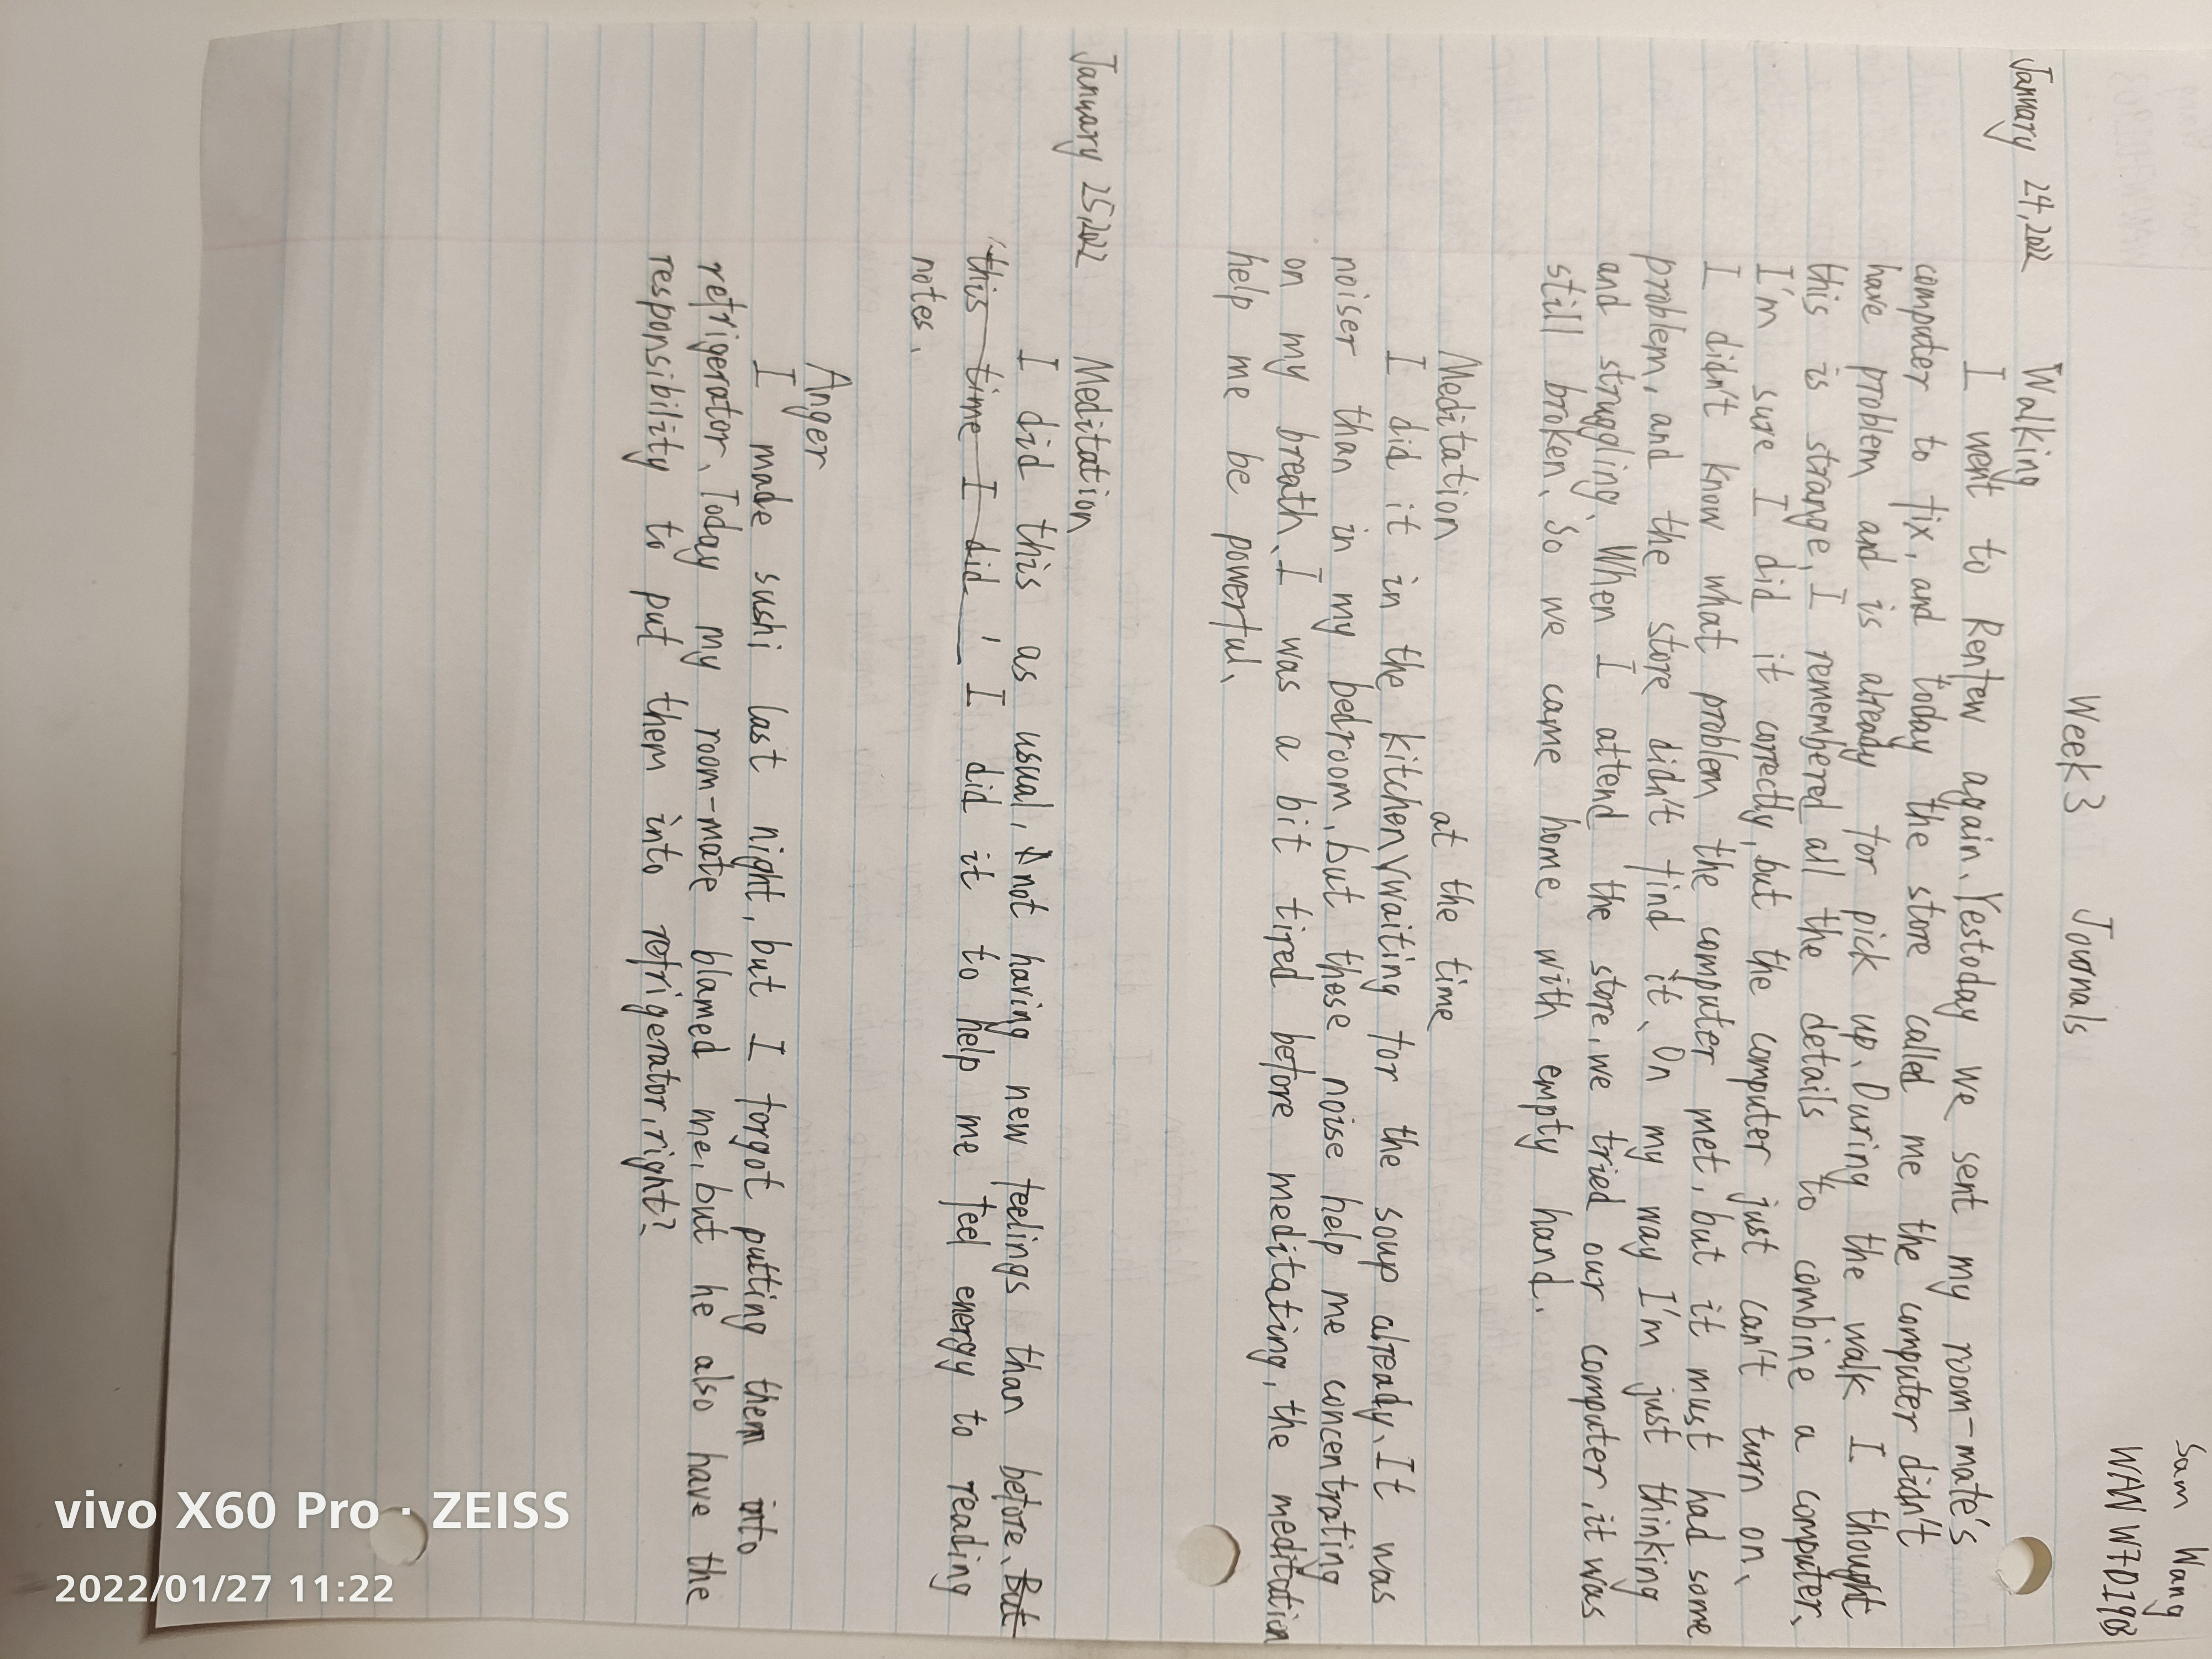 Sam Wang
WAWW7D1903
Week3 Journals
January 24, 2022 Walking
I went to Renten again. Yestoday we sent my room-mate's
computer to fix, and today the store called me the computer didn't
have problem and is already for pick up. During the walk I thought
this is strange, I remembered all the details to combine a computer.
I'm sure I did it correctly, but the computer just can't turn on.
I didn't know what problem the computer met, but it must had some
problem, and the store didn't find it. On my way I'm just thinking
and struggling. When I attend the store, we tried our computer, it was
still broken. So we came home with empty hand.
Meditation
at the time
I did it in the kitchen waiting for the soup already. It was
noiser than in my bedroom, but those noise help me concentrating
on my breath. I was a bit tired before meditating, the meditation
help me be powerful.
January 25, 2022 Meditation
I did this as usual, not having new feelings than before. But
this time I did ' I did it to help me feel energy to reading
notes.
Anger
I made sushi last night, but I forgot putting them into
refrigerator. Today my room-mate blamed me, but he also have the
responsibility to put them into refrigerator, right?
vivo X60 Pro · ZEISS
2022/01/27 11:22